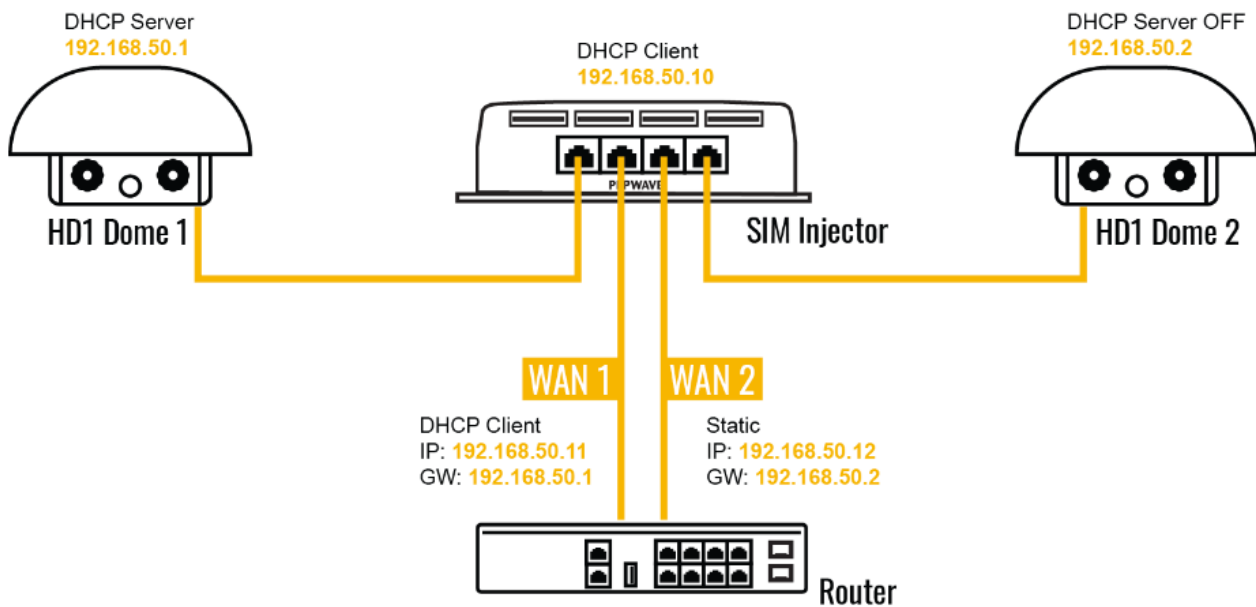 DHCP Server
192.168.50.1
DHCP Client
192.168.50.10
DHCP Server OFF
192.168.50.2
PEPWAVE
HD1 Dome 1
SIM Injector
HD1 Dome 2
WAN 1
WAN 2
DHCP Client
IP: 192.168.50.11
GW: 192.168.50.1
Static
IP: 192.168.50.12
GW: 192.168.50.2
Router